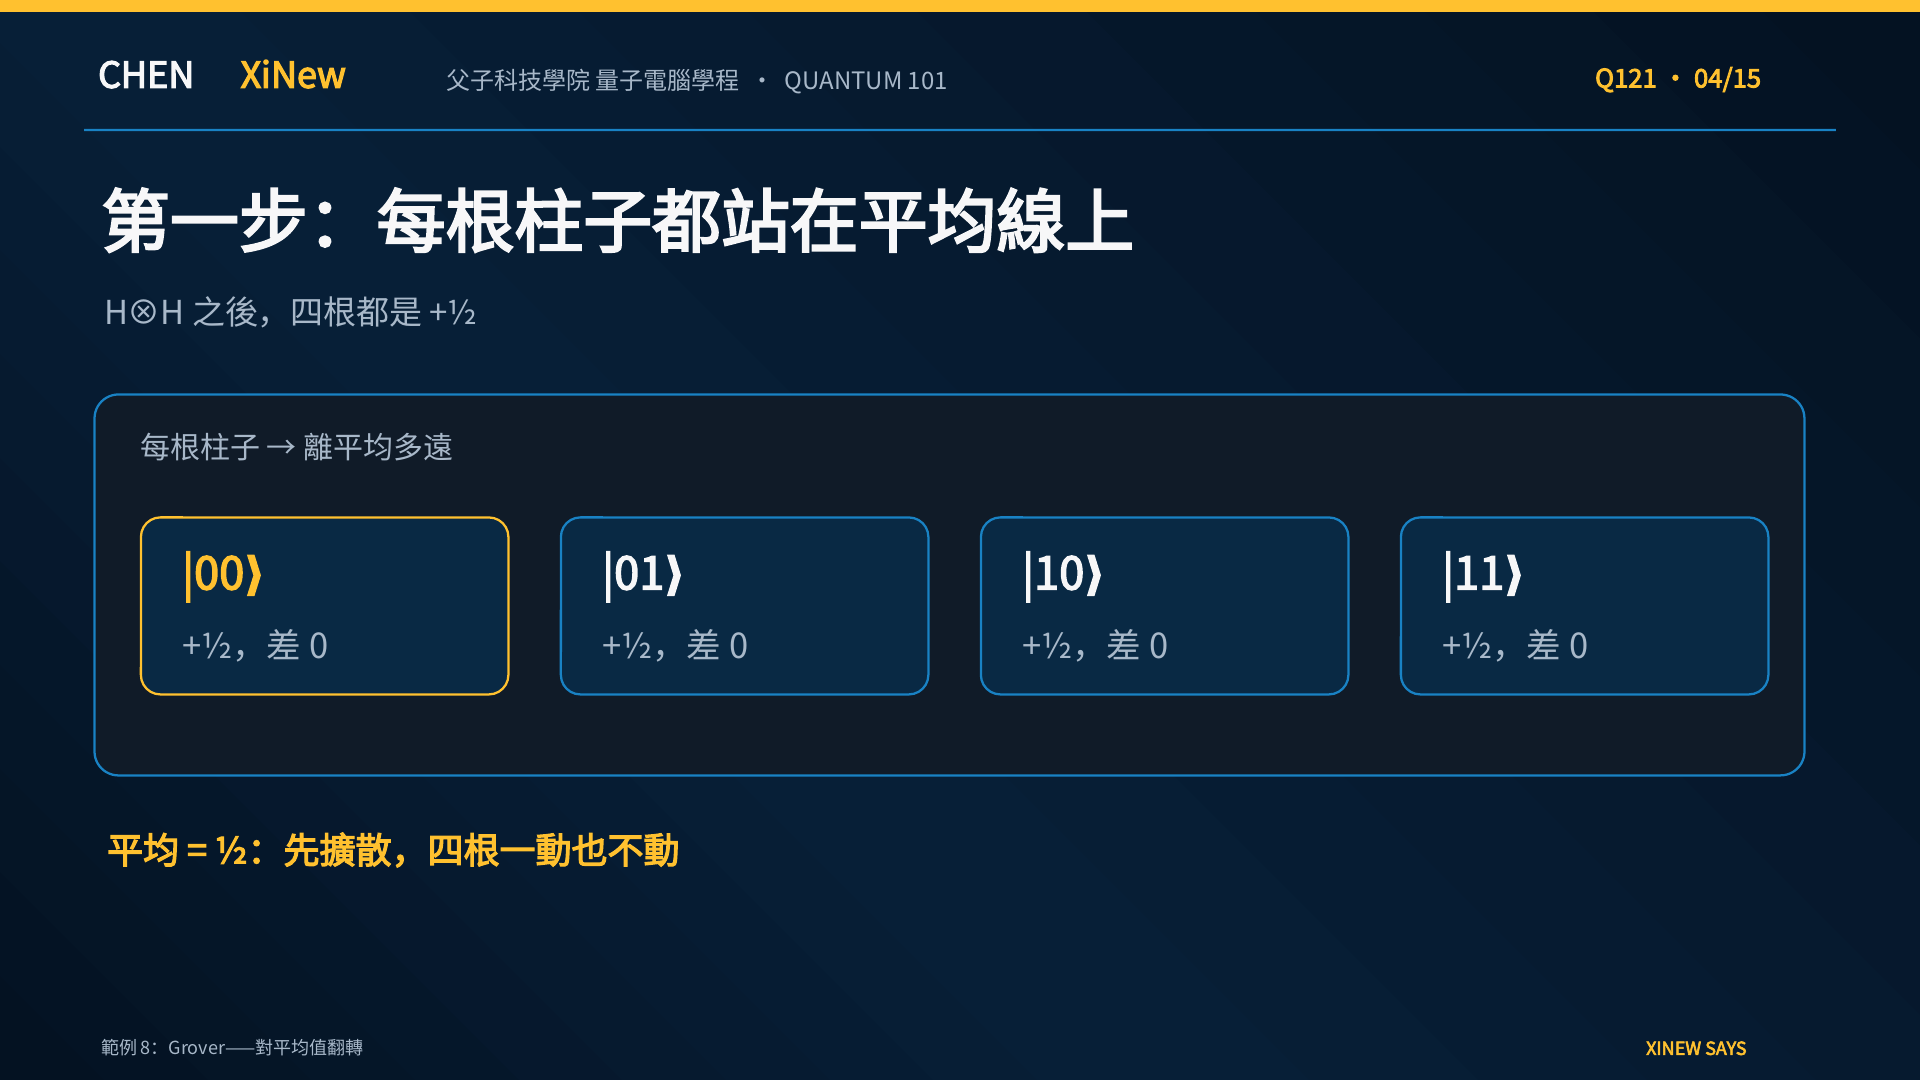 CHEN XiNew 父子科技學院 量子電腦學程 · QUANTUM 101 Q121 · 04/15
第一步：每根柱子都站在平均線上
H⊗H 之後，四根都是 +½
每根柱子 → 離平均多遠
|00⟩ |01⟩ |10⟩ |11⟩
+½，差 0 +½，差 0 +½，差 0 +½，差 0
平均 = ½：先擴散，四根一動也不動
範例 8：Grover——對平均值翻轉 XINEW SAYS